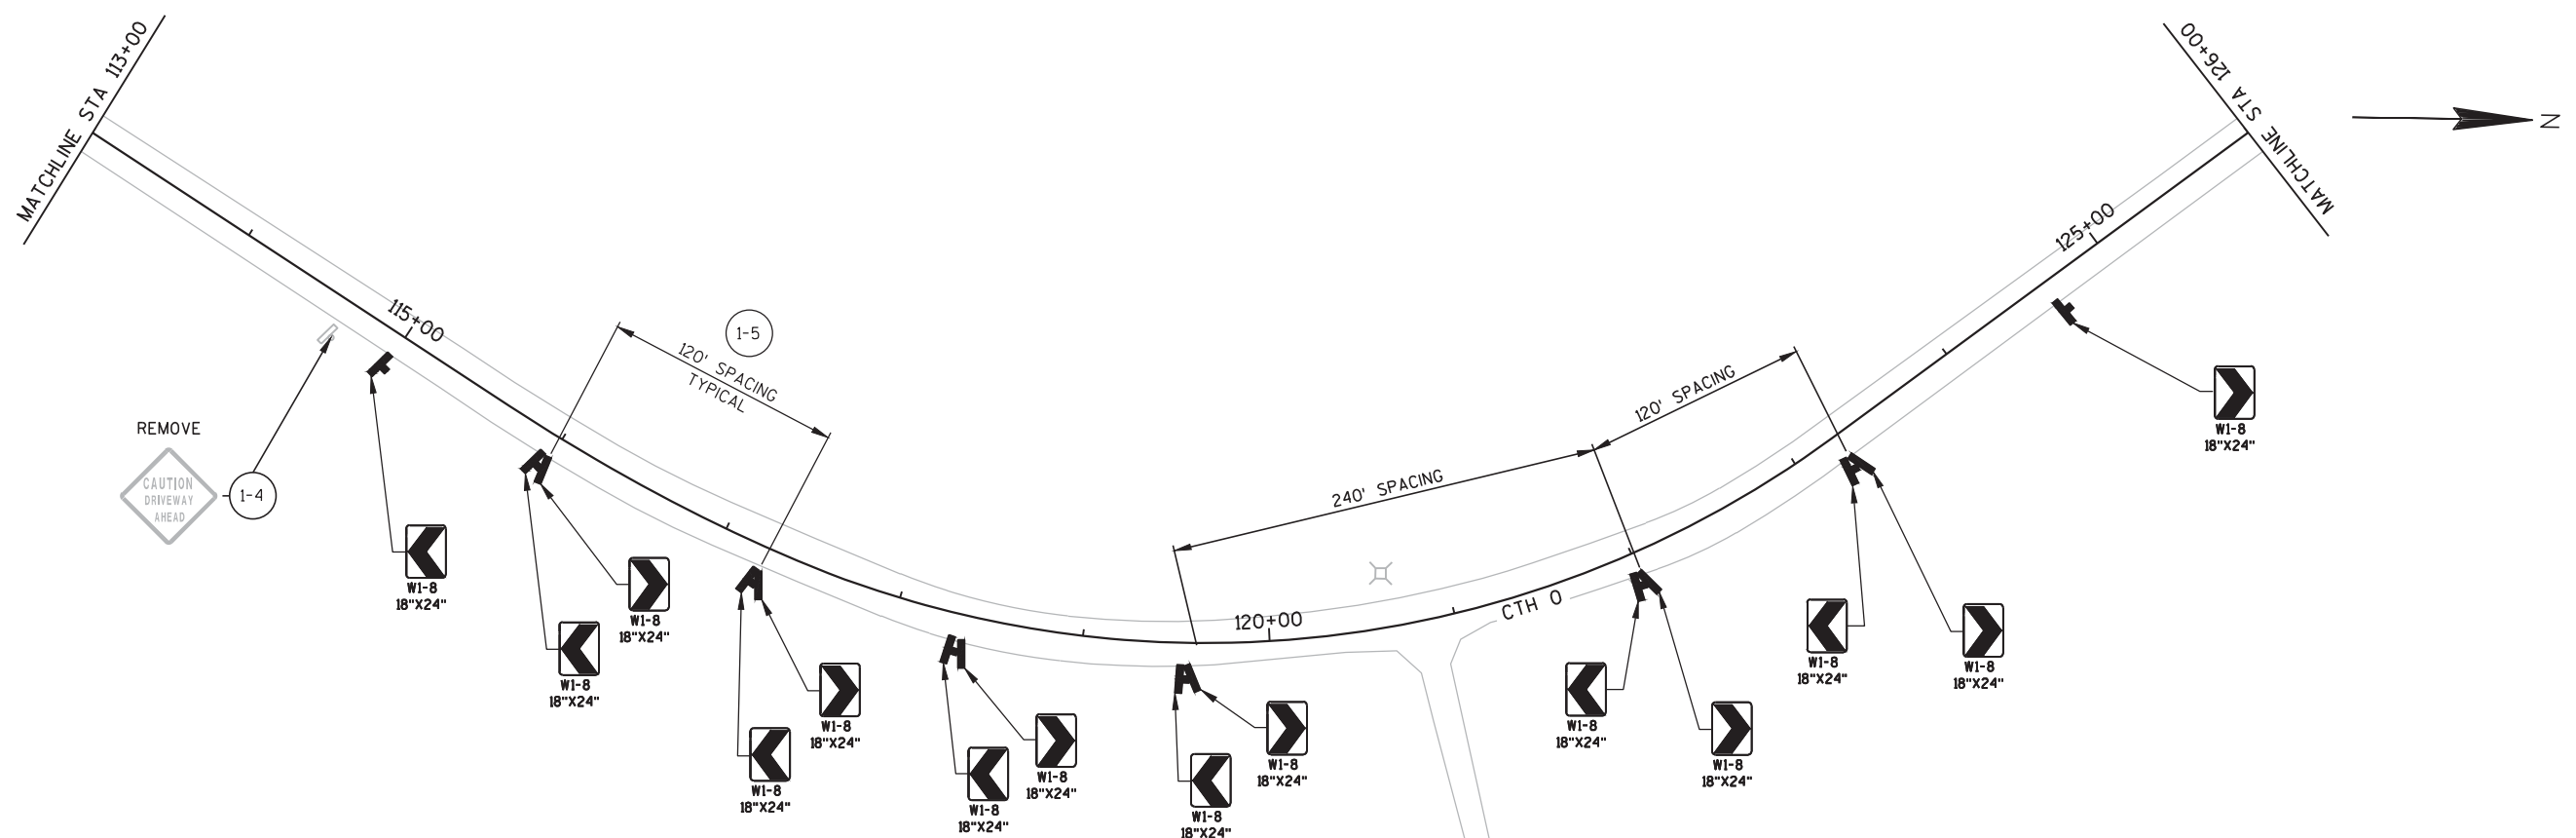 MATCHLINE STA 113+00
MATCHLINE STA 126+00
N
115+00
125+00
1-5
120' SPACING
TYPICAL
120' SPACING
240' SPACING
REMOVE
CAUTION
DRIVEWAY
AHEAD
1-4
120+00
CTH O
W1-8
18"X24"
W1-8
18"X24"
W1-8
18"X24"
W1-8
18"X24"
W1-8
18"X24"
W1-8
18"X24"
W1-8
18"X24"
W1-8
18"X24"
W1-8
18"X24"
W1-8
18"X24"
W1-8
18"X24"
W1-8
18"X24"
W1-8
18"X24"
W1-8
18"X24"